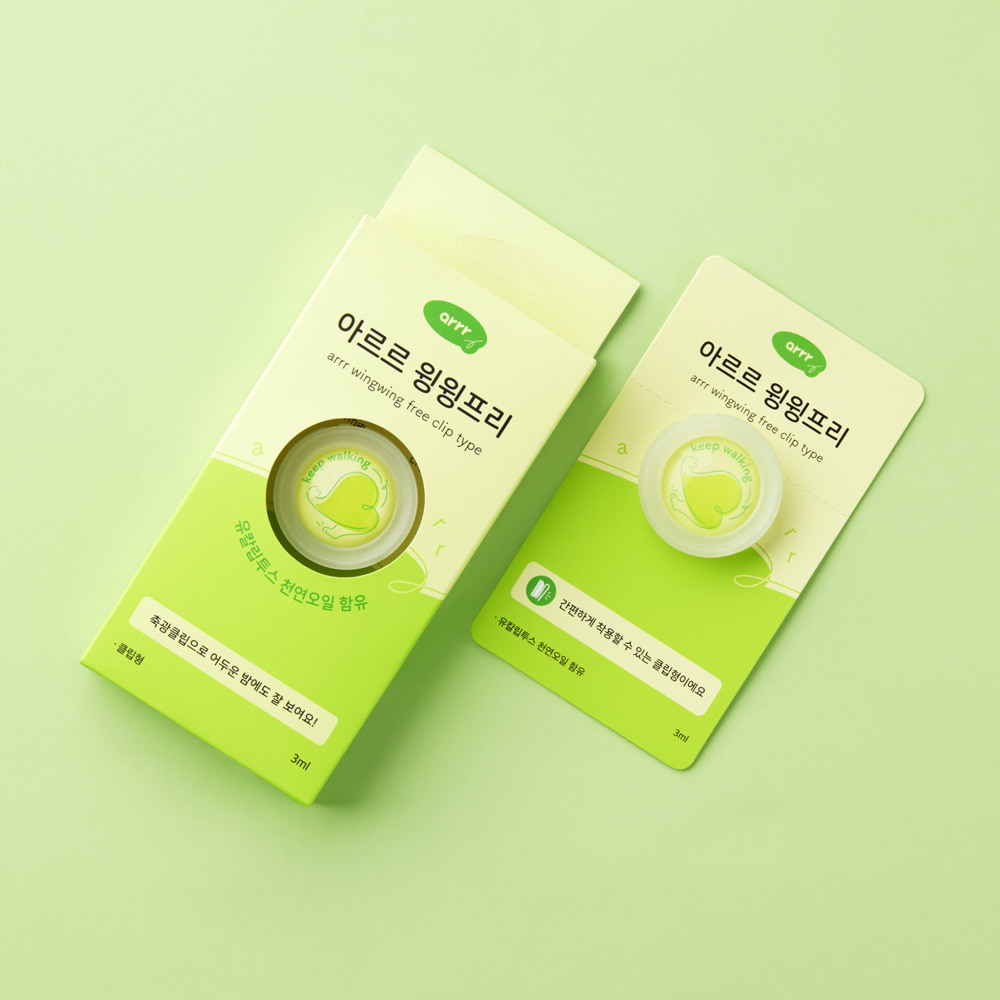 arrr
아르르 윙윙프리
arrr wingwing free clip type
keep walking
a
r
r
유칼립투스 천연오일 함유
축광클립으로 어두운 밤에도 잘 보여요!
· 클립형
3ml
arrr
아르르 윙윙프리
arrr wingwing free clip type
a
keep walking
r
r
간편하게 착용할 수 있는 클립형이에요
· 유칼립투스 천연오일 함유
3ml